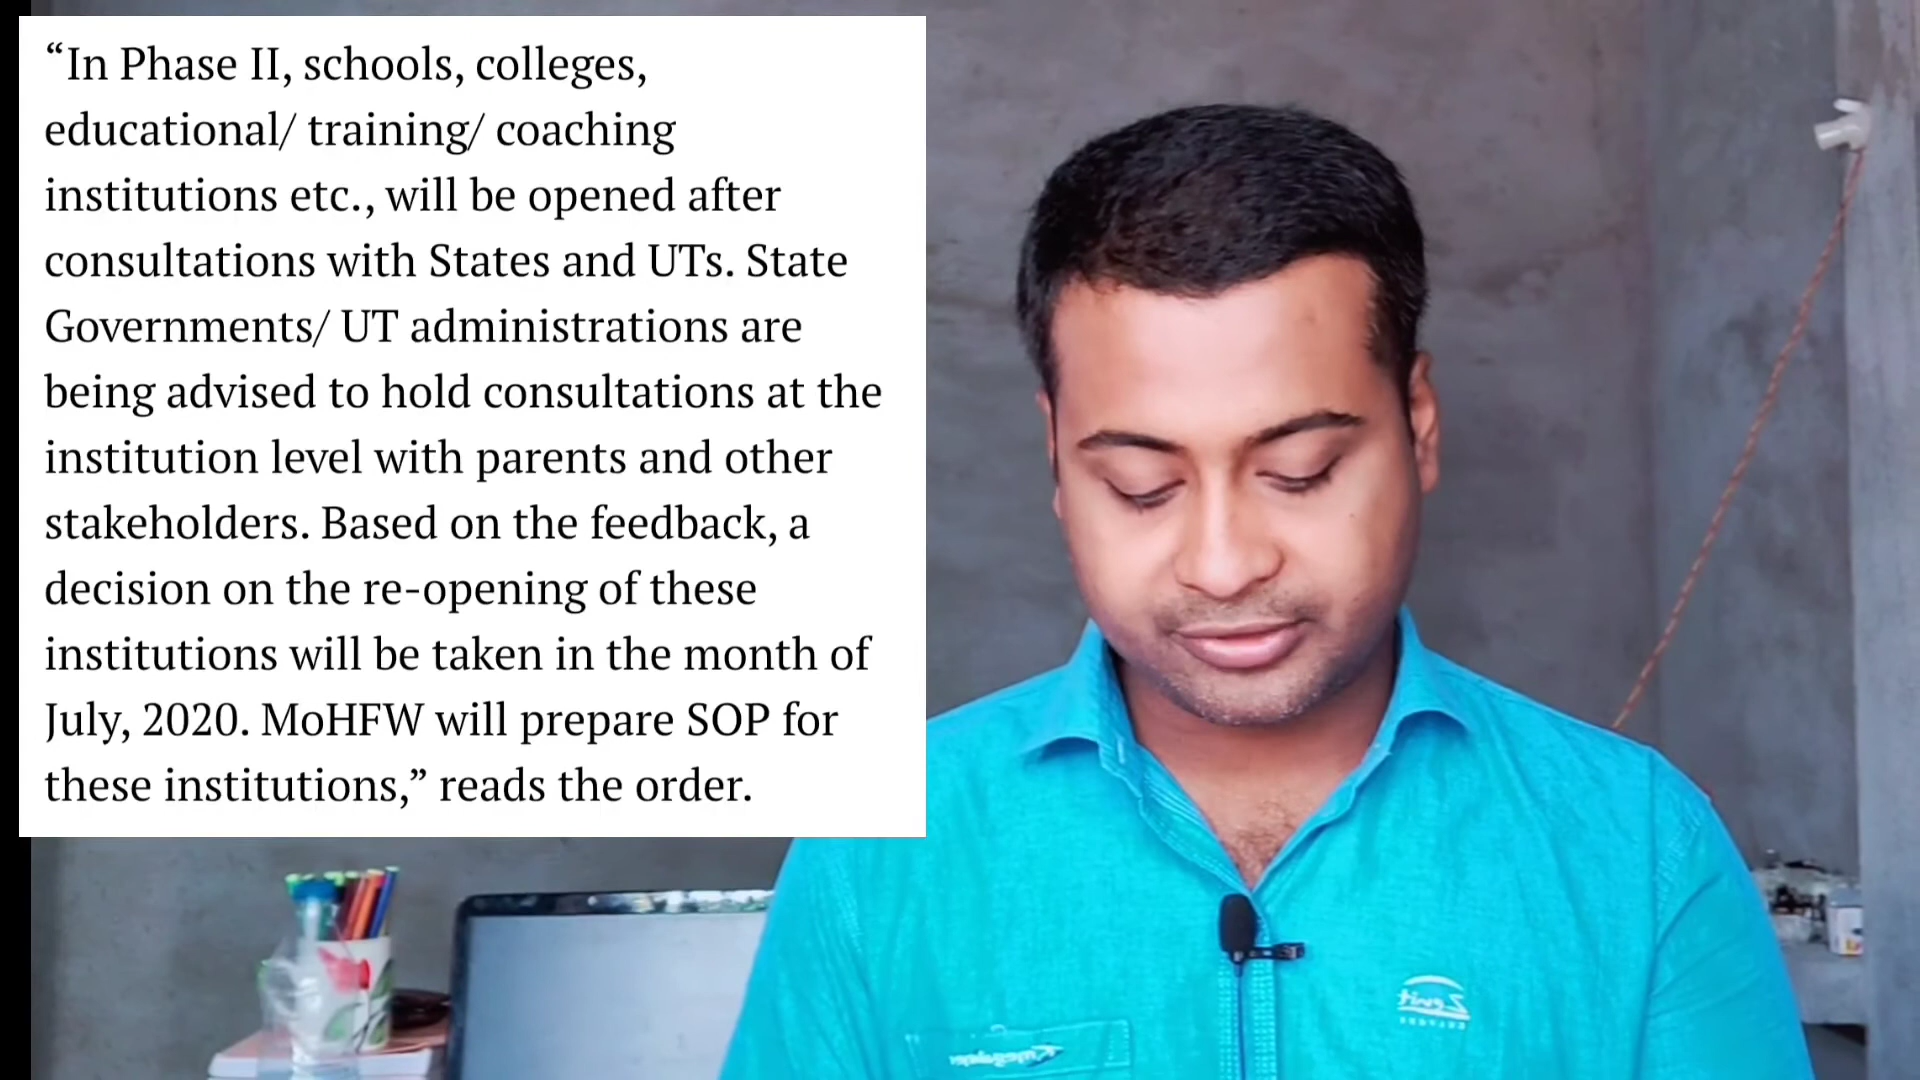 “In Phase II, schools, colleges,
educational/ training/ coaching
institutions etc., will be opened after
consultations with States and UTs. State
Governments/ UT administrations are
being advised to hold consultations at the
institution level with parents and other
stakeholders. Based on the feedback, a
decision on the re-opening of these
institutions will be taken in the month of
July, 2020. MoHFW will prepare SOP for
these institutions,” reads the order.